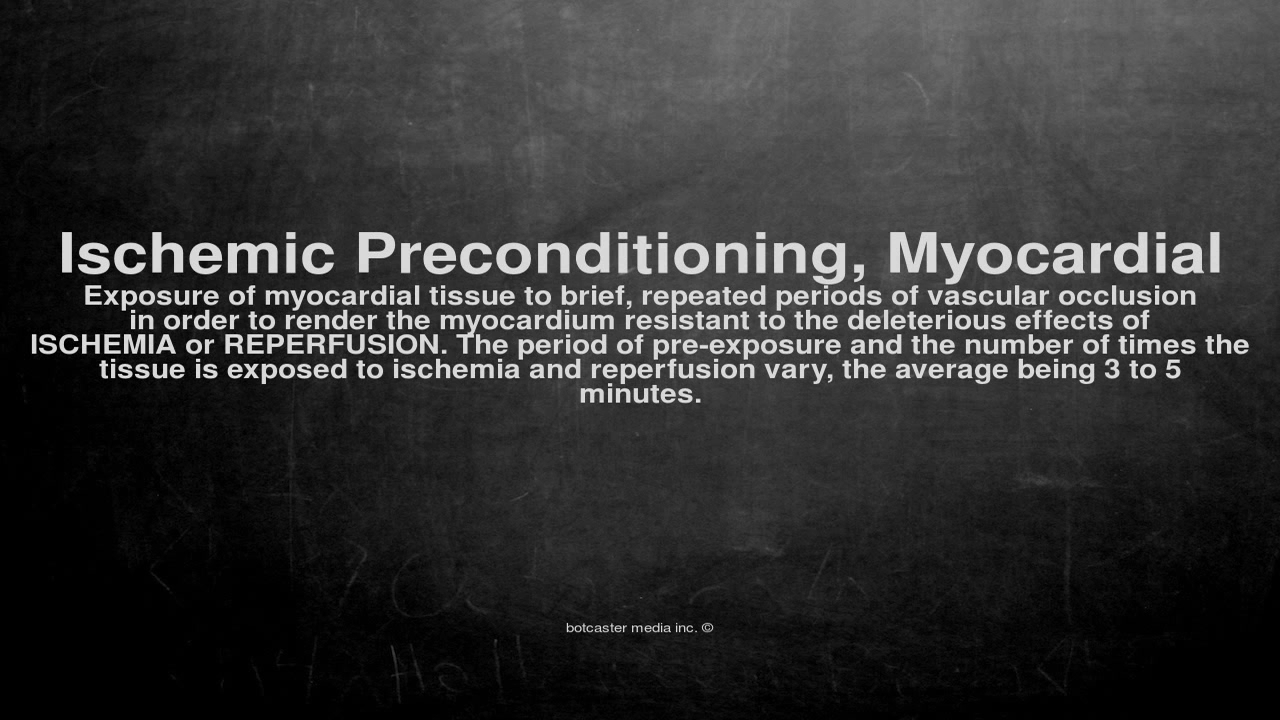 Ischemic Preconditioning, Myocardial
Exposure of myocardial tissue to brief, repeated periods of vascular occlusion
in order to render the myocardium resistant to the deleterious effects of
ISCHEMIA or REPERFUSION. The period of pre-exposure and the number of times the
tissue is exposed to ischemia and reperfusion vary, the average being 3 to 5
minutes.
botcaster media inc. ©